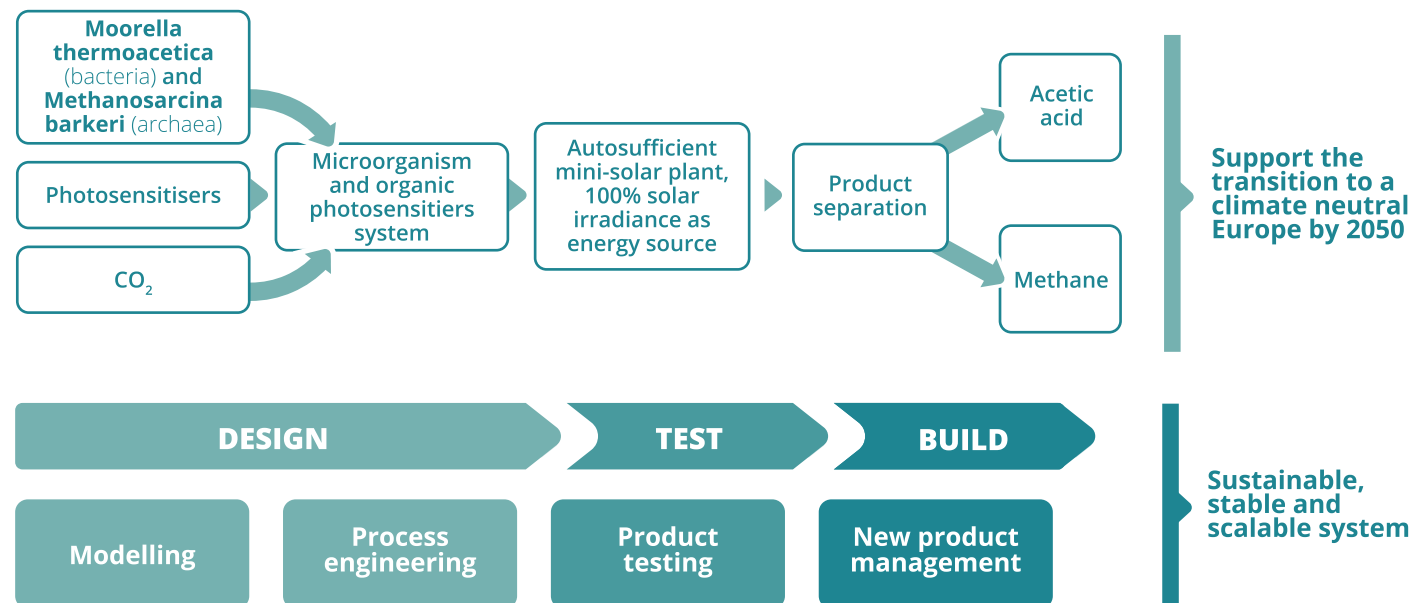 Moorella
thermoacetica
(bacteria) and
Methanosarcina
barkeri (archaea)
Photosensitisers
CO₂
Microorganism
and organic
photosensitiers
system
Autosufficient
mini-solar plant,
100% solar
irradiance as
energy source
Product
separation
Acetic
acid
Methane
Support the
transition to a
climate neutral
Europe by 2050
DESIGN
TEST
BUILD
Modelling
Process
engineering
Product
testing
New product
management
Sustainable,
stable and
scalable system